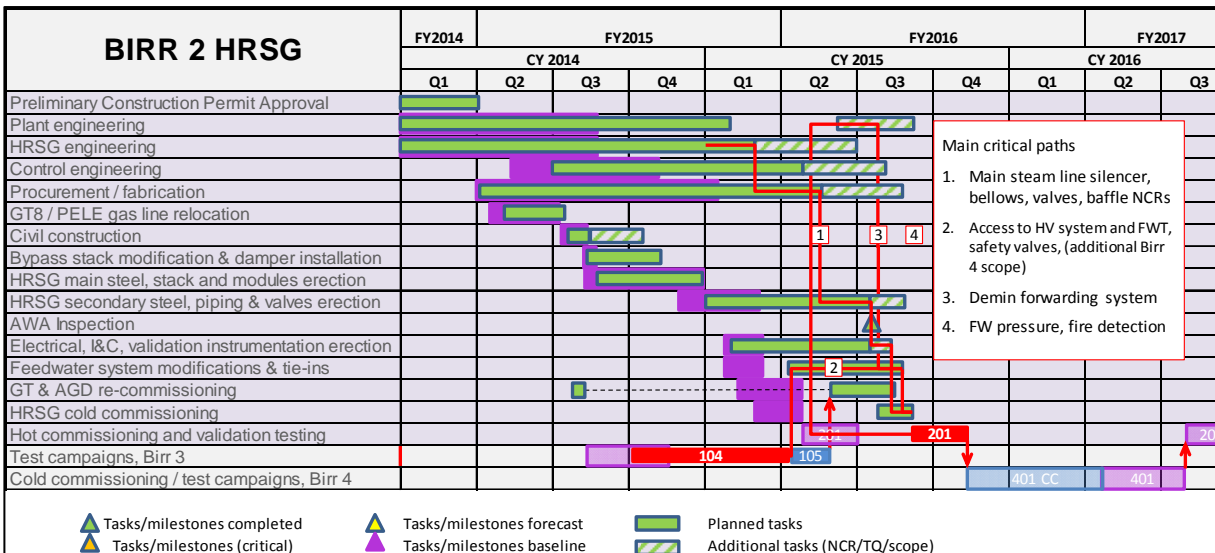 BIRR 2 HRSG
FY2014 FY2015 FY2016 FY2017
CY 2014 CY 2015 CY 2016
Q1 Q2 Q3 Q4 Q1 Q2 Q3 Q4 Q1 Q2 Q3
Preliminary Construction Permit Approval
Plant engineering
HRSG engineering
Control engineering
Procurement / fabrication
GT8 / PELE gas line relocation
Civil construction
Bypass stack modification & damper installation
HRSG main steel, stack and modules erection
HRSG secondary steel, piping & valves erection
AWA Inspection
Electrical, I&C, validation instrumentation erection
Feedwater system modifications & tie-ins
GT & AGD re-commissioning
HRSG cold commissioning
Hot commissioning and validation testing
Test campaigns, Birr 3
Cold commissioning / test campaigns, Birr 4
1 3 4
2
201 201 20
104 105
401 CC 401
Main critical paths
1. Main steam line silencer,
bellows, valves, baffle NCRs
2. Access to HV system and FWT,
safety valves, (additional Birr
4 scope)
3. Demin forwarding system
4. FW pressure, fire detection
Tasks/milestones completed Tasks/milestones forecast Planned tasks
Tasks/milestones (critical) Tasks/milestones baseline Additional tasks (NCR/TQ/scope)